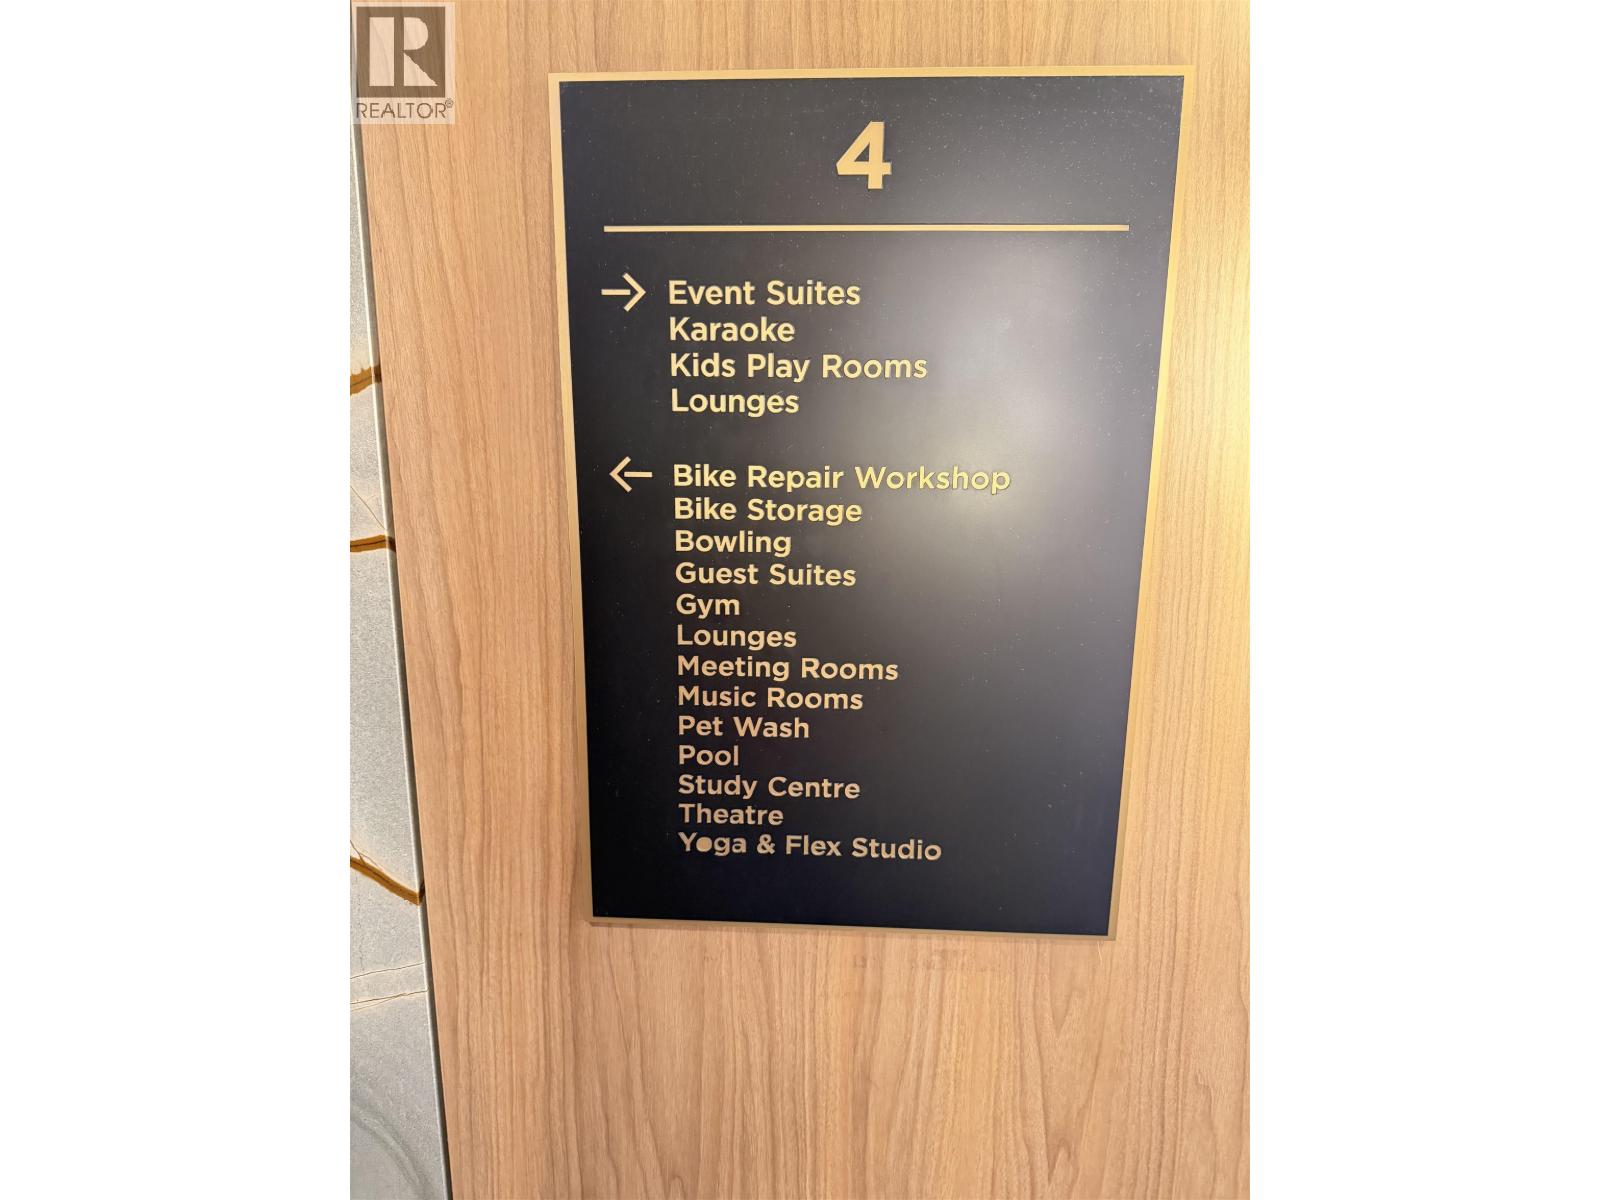 R
REALTOR®
4
→ Event Suites
Karaoke
Kids Play Rooms
Lounges
← Bike Repair Workshop
Bike Storage
Bowling
Guest Suites
Gym
Lounges
Meeting Rooms
Music Rooms
Pet Wash
Pool
Study Centre
Theatre
Yoga & Flex Studio